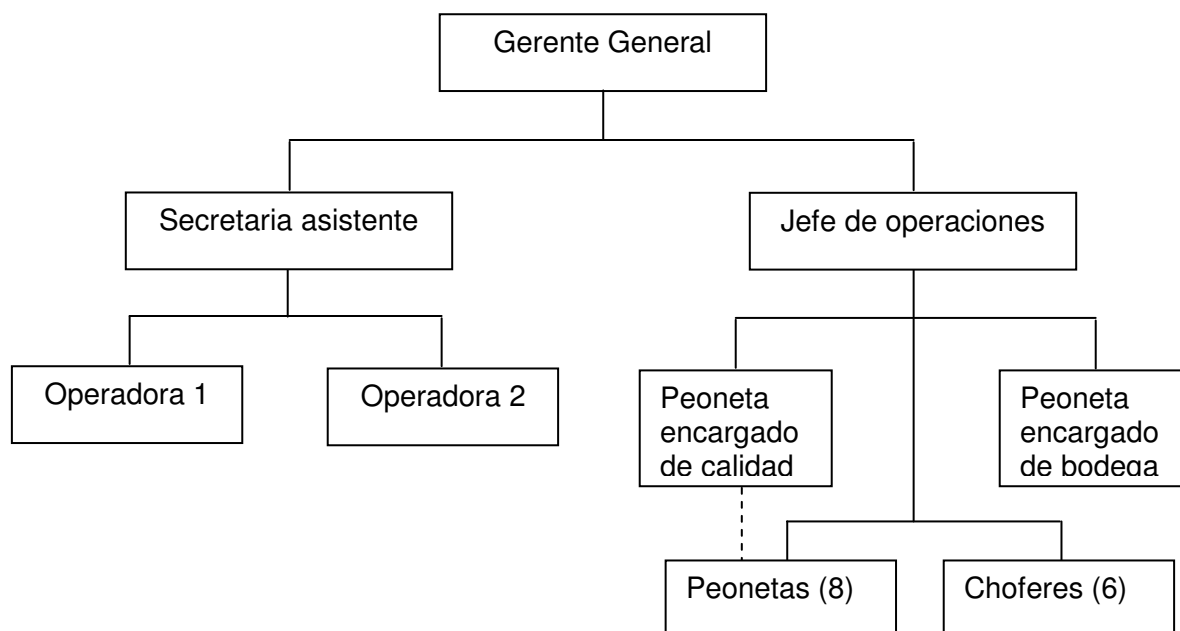 Gerente General
Secretaria asistente
Jefe de operaciones
Operadora 1
Operadora 2
Peoneta
encargado
de calidad
Peoneta
encargado
de bodega
Peonetas (8)
Choferes (6)